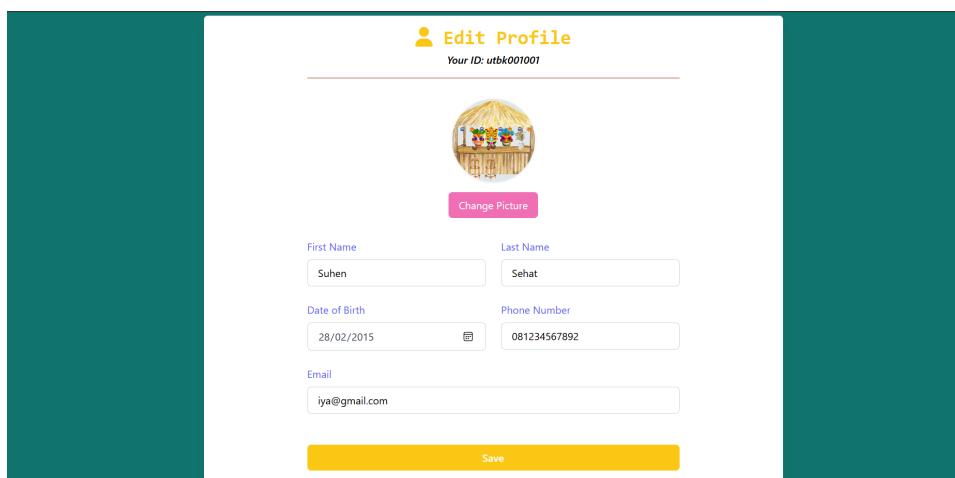 Edit Profile
Your ID: utbk001001
Change Picture
First Name Last Name
Suhen Sehat
Date of Birth Phone Number
28/02/2015 081234567892
Email
iya@gmail.com
Save